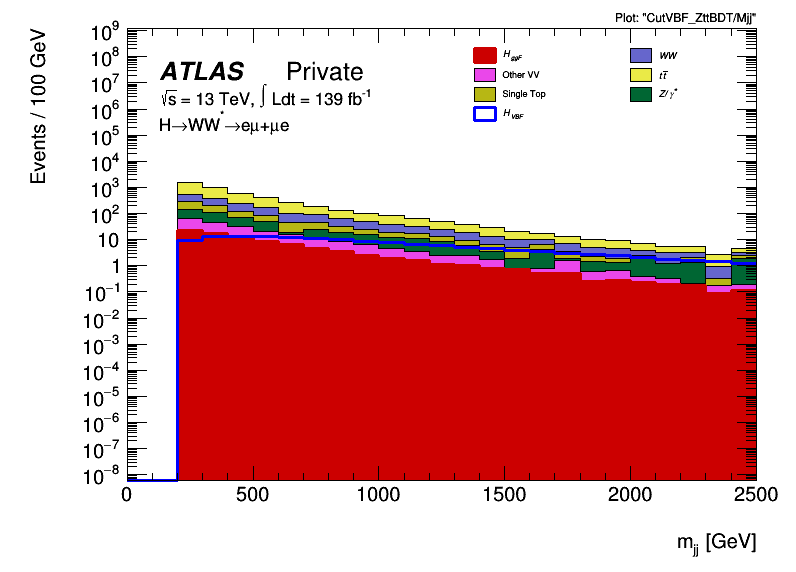 Plot: "CutVBF_ZttBDT/Mjj"
Events / 100 GeV
ATLAS Private
√s = 13 TeV, ∫ Ldt = 139 fb⁻¹
H→WW*→eμ+μe
H_ggF
Other VV
Single Top
H_VBF
WW
tt̅
Z/γ*
10⁹
10⁸
10⁷
10⁶
10⁵
10⁴
10³
10²
10
1
10⁻¹
10⁻²
10⁻³
10⁻⁴
10⁻⁵
10⁻⁶
10⁻⁷
10⁻⁸
0 500 1000 1500 2000 2500
m_jj [GeV]